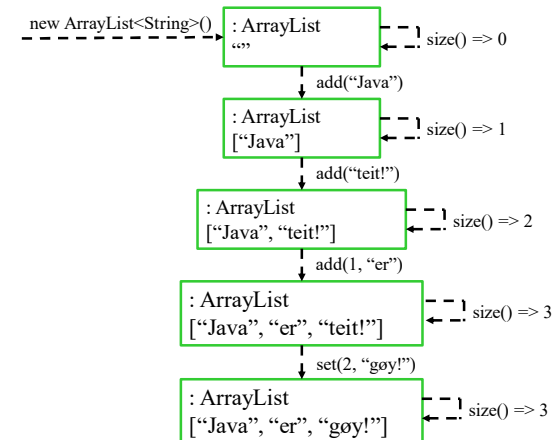 new ArrayList<String>()
: ArrayList
“”
size() => 0
add(“Java”)
: ArrayList
[“Java”]
size() => 1
add(“teit!”)
: ArrayList
[“Java”, “teit!”]
size() => 2
add(1, “er”)
: ArrayList
[“Java”, “er”, “teit!”]
size() => 3
set(2, “gøy!”)
: ArrayList
[“Java”, “er”, “gøy!”]
size() => 3